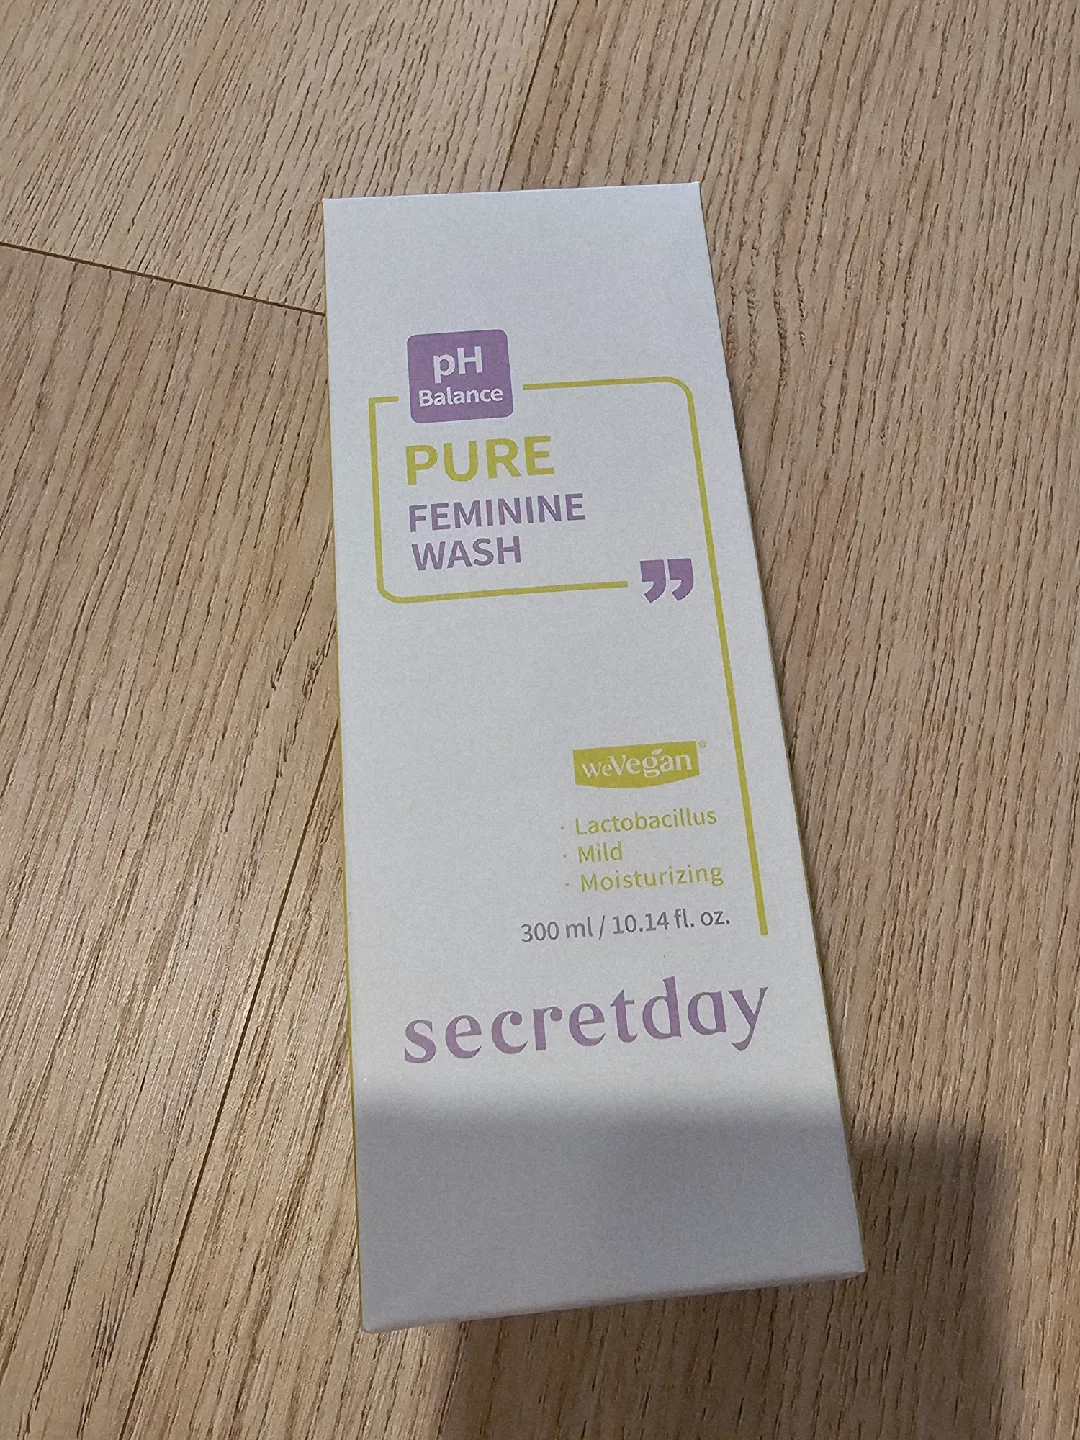 pH
Balance
PURE
FEMININE
WASH
”
weVegan®
· Lactobacillus
· Mild
· Moisturizing
300 ml / 10.14 fl. oz.
secretday